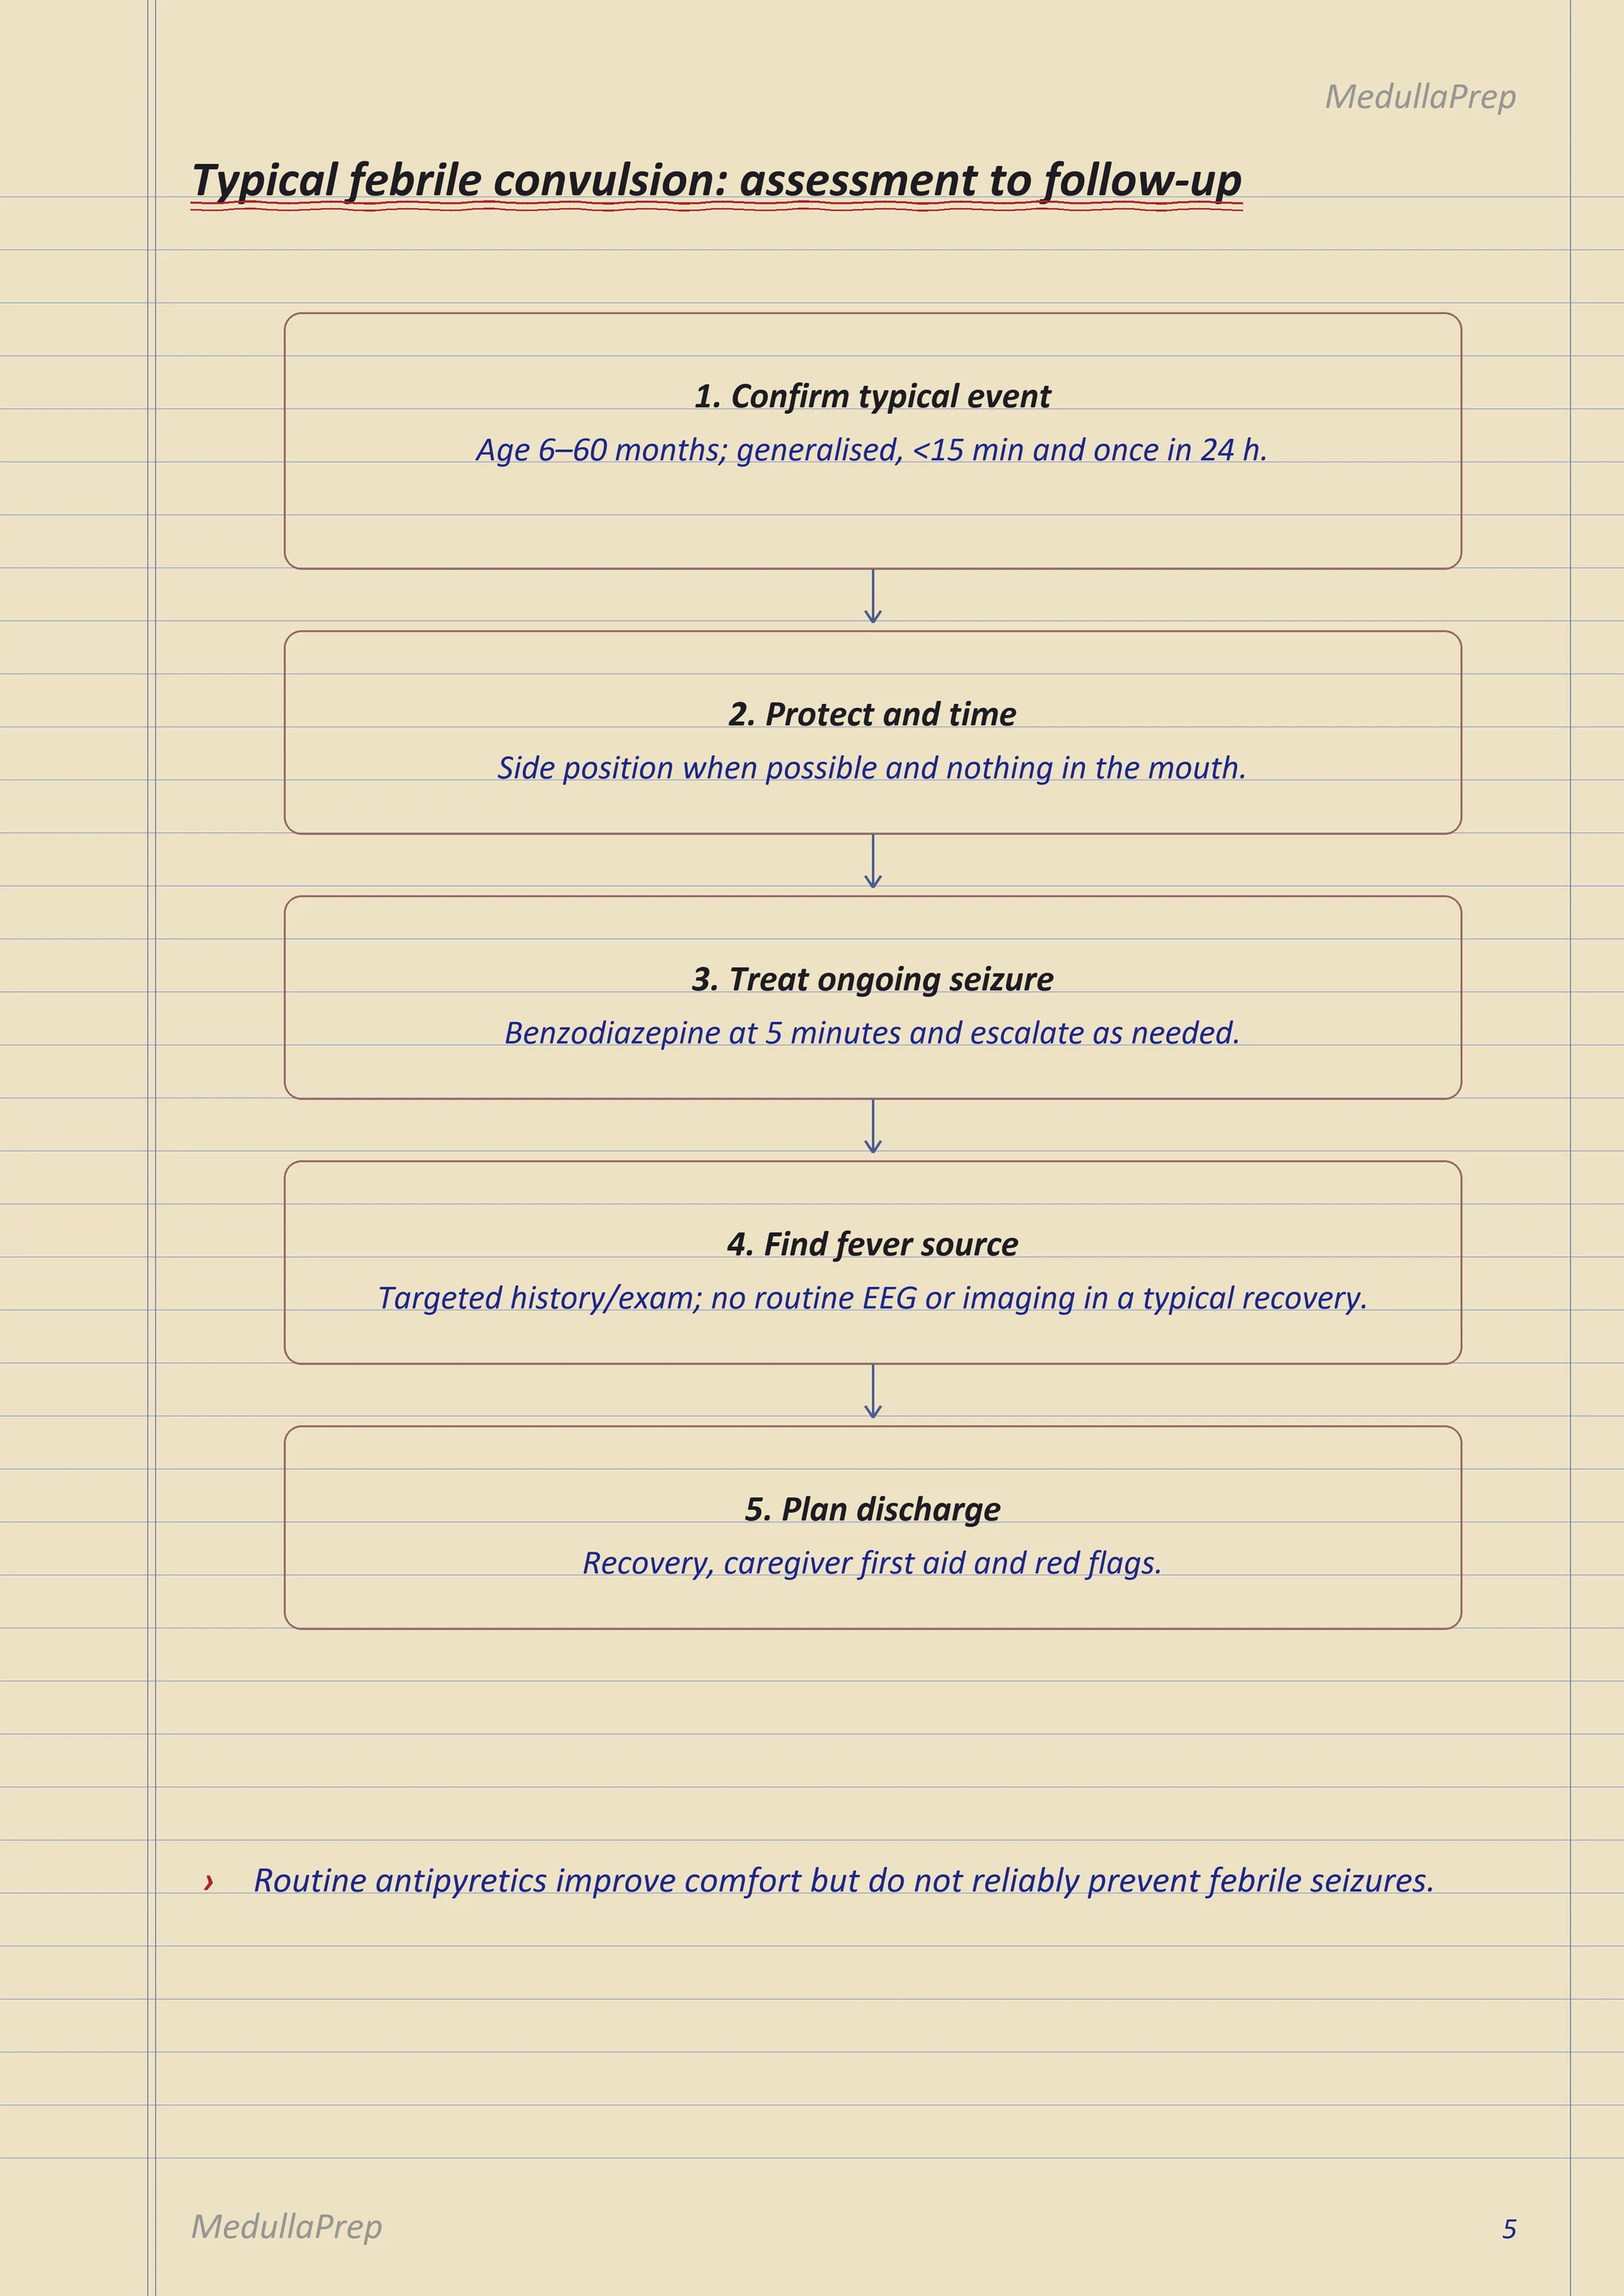 MedullaPrep
Typical febrile convulsion: assessment to follow-up
1. Confirm typical event
Age 6–60 months; generalised, <15 min and once in 24 h.
2. Protect and time
Side position when possible and nothing in the mouth.
3. Treat ongoing seizure
Benzodiazepine at 5 minutes and escalate as needed.
4. Find fever source
Targeted history/exam; no routine EEG or imaging in a typical recovery.
5. Plan discharge
Recovery, caregiver first aid and red flags.
› Routine antipyretics improve comfort but do not reliably prevent febrile seizures.
MedullaPrep
5